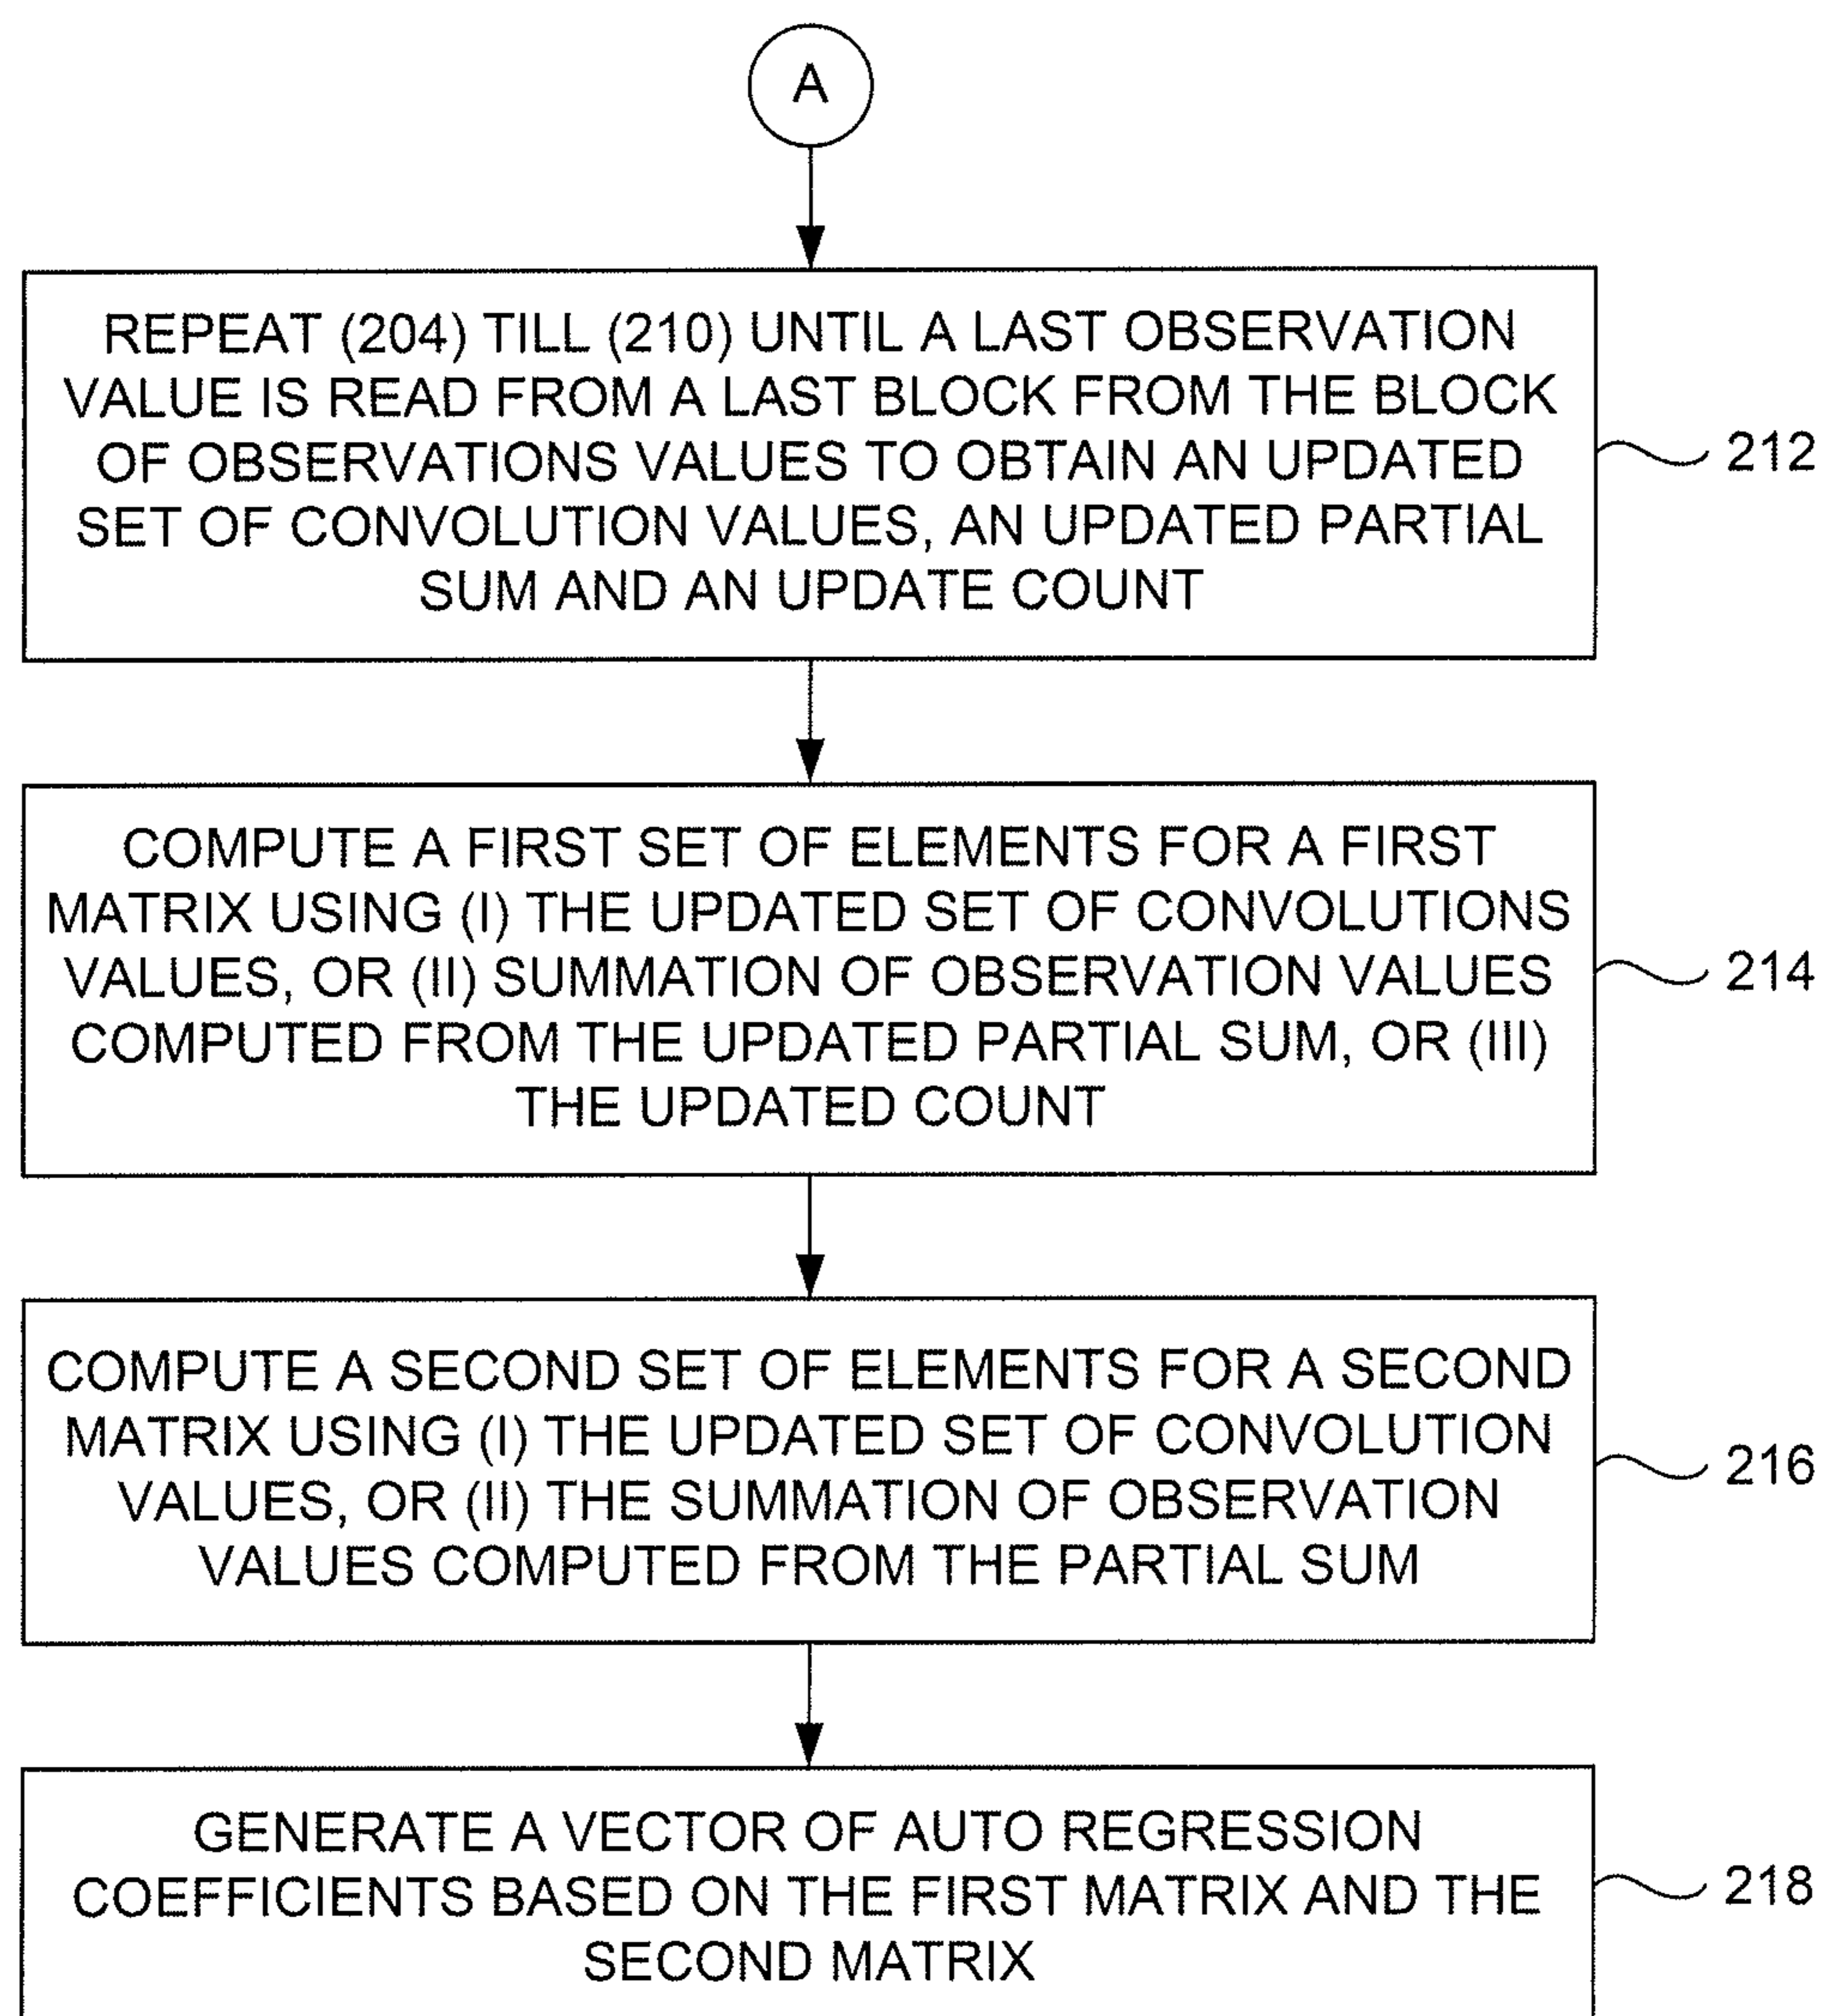 A
REPEAT (204) TILL (210) UNTIL A LAST OBSERVATION
VALUE IS READ FROM A LAST BLOCK FROM THE BLOCK
OF OBSERVATIONS VALUES TO OBTAIN AN UPDATED
SET OF CONVOLUTION VALUES, AN UPDATED PARTIAL
SUM AND AN UPDATE COUNT
212
COMPUTE A FIRST SET OF ELEMENTS FOR A FIRST
MATRIX USING (I) THE UPDATED SET OF CONVOLUTIONS
VALUES, OR (II) SUMMATION OF OBSERVATION VALUES
COMPUTED FROM THE UPDATED PARTIAL SUM, OR (III)
THE UPDATED COUNT
214
COMPUTE A SECOND SET OF ELEMENTS FOR A SECOND
MATRIX USING (I) THE UPDATED SET OF CONVOLUTION
VALUES, OR (II) THE SUMMATION OF OBSERVATION
VALUES COMPUTED FROM THE PARTIAL SUM
216
GENERATE A VECTOR OF AUTO REGRESSION
COEFFICIENTS BASED ON THE FIRST MATRIX AND THE
SECOND MATRIX
218